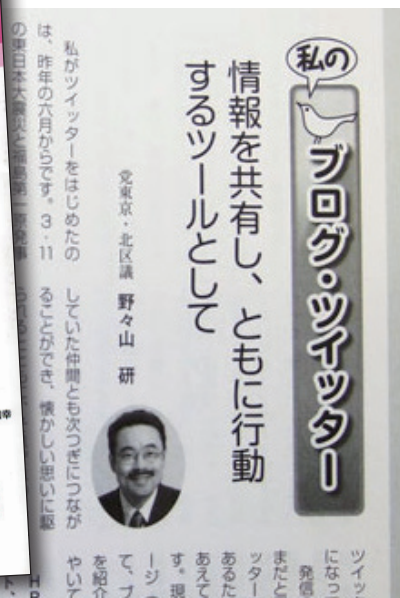 私の
ブログ・ツイッター
情報を共有し、ともに行動
するツールとして
党東京・北区議 野々山 研
私がツイッターをはじめたの
は、昨年の六月からです。3・11
の東日本大震災と福島第一原発事
していた仲間とも次つぎにつなが
ることができ、懐かしい思いに駆
ツイッ
になっ
発信
まだと
ッター
あるた
あえて
す。現
ージ
て、ブ
を紹介
やいて
HP
幸